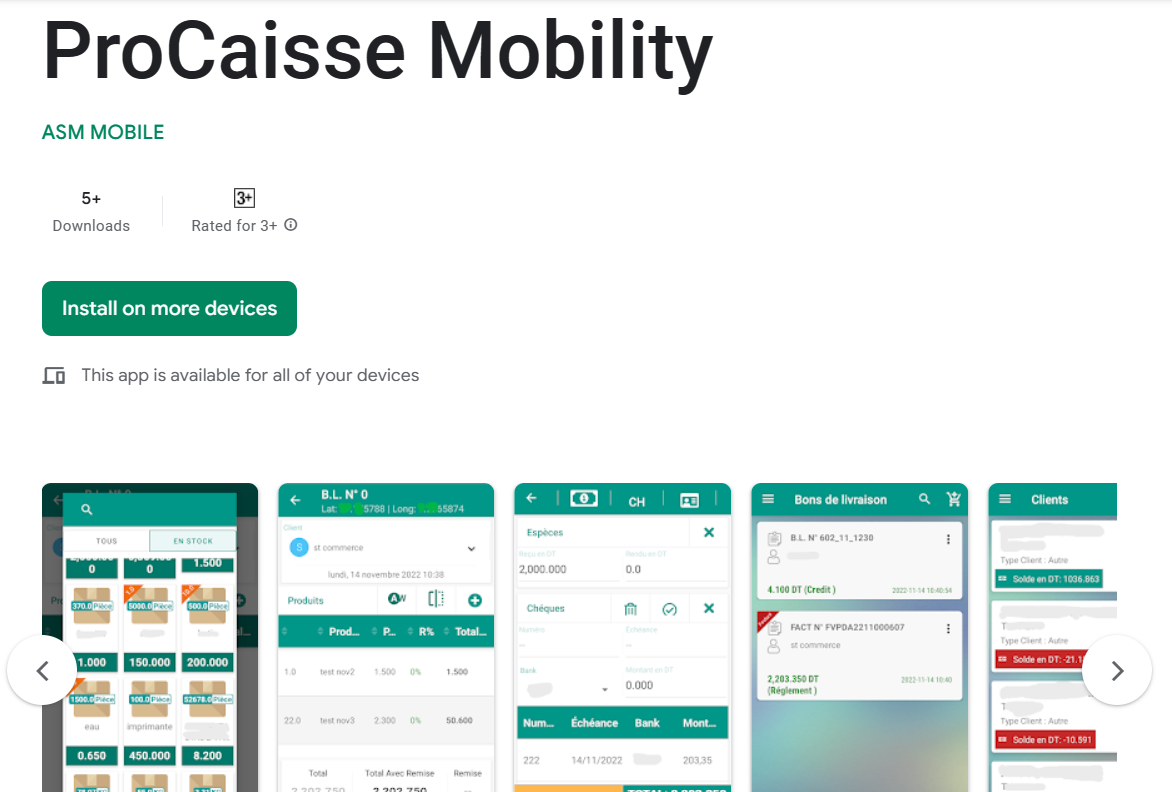 ProCaisse Mobility
ASM MOBILE
5+
Downloads
3+
Rated for 3+
Install on more devices
This app is available for all of your devices
TOUS
EN STOCK
0
0
1.500
370.0 Pièce
5000.0 Pièce
500.0 Pièce
1.000
150.000
200.000
1500.0 Pièce
100.0 Pièce
52678.0 Pièce
eau
imprimante
0.650
450.000
8.200
B.L. N° 0
Lat: 5788 | Long: 55874
Client
S
st commerce
lundi, 14 novembre 2022 10:38
Produits
Prod...
P...
R%
Total...
1.0
test nov2
1.500
0%
1.500
22.0
test nov3
2.300
0%
50.600
Total
Total Avec Remise
Remise
2 202 750
2 202 750
CH
Espèces
Reçu en DT
Rendu en DT
2,000.000
0.0
Chéques
Numéro
Echéance
Bank
Montant en DT
0.000
Num...
Échéance
Bank
Mont...
222
14/11/2022
203,35
Bons de livraison
B.L. N° 602_11_1230
4.100 DT (Credit )
2022-11-14 10:40:54
FACT N° FVPDA2211000607
st commerce
2,203.350 DT
(Réglement )
2022-11-14 10:40
Clients
Type Client : Autre
Solde en DT: 1036.863
Type Client : Autre
Solde en DT: -21.1
Type Client : Autre
Solde en DT: -10.591